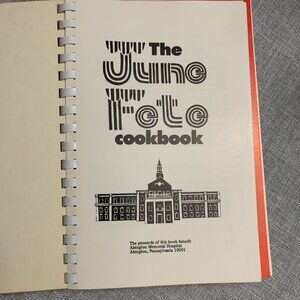 The
June
Fete
cookbook
The proceeds of this book benefit
Abington Memorial Hospital
Abington, Pennsylvania 19001